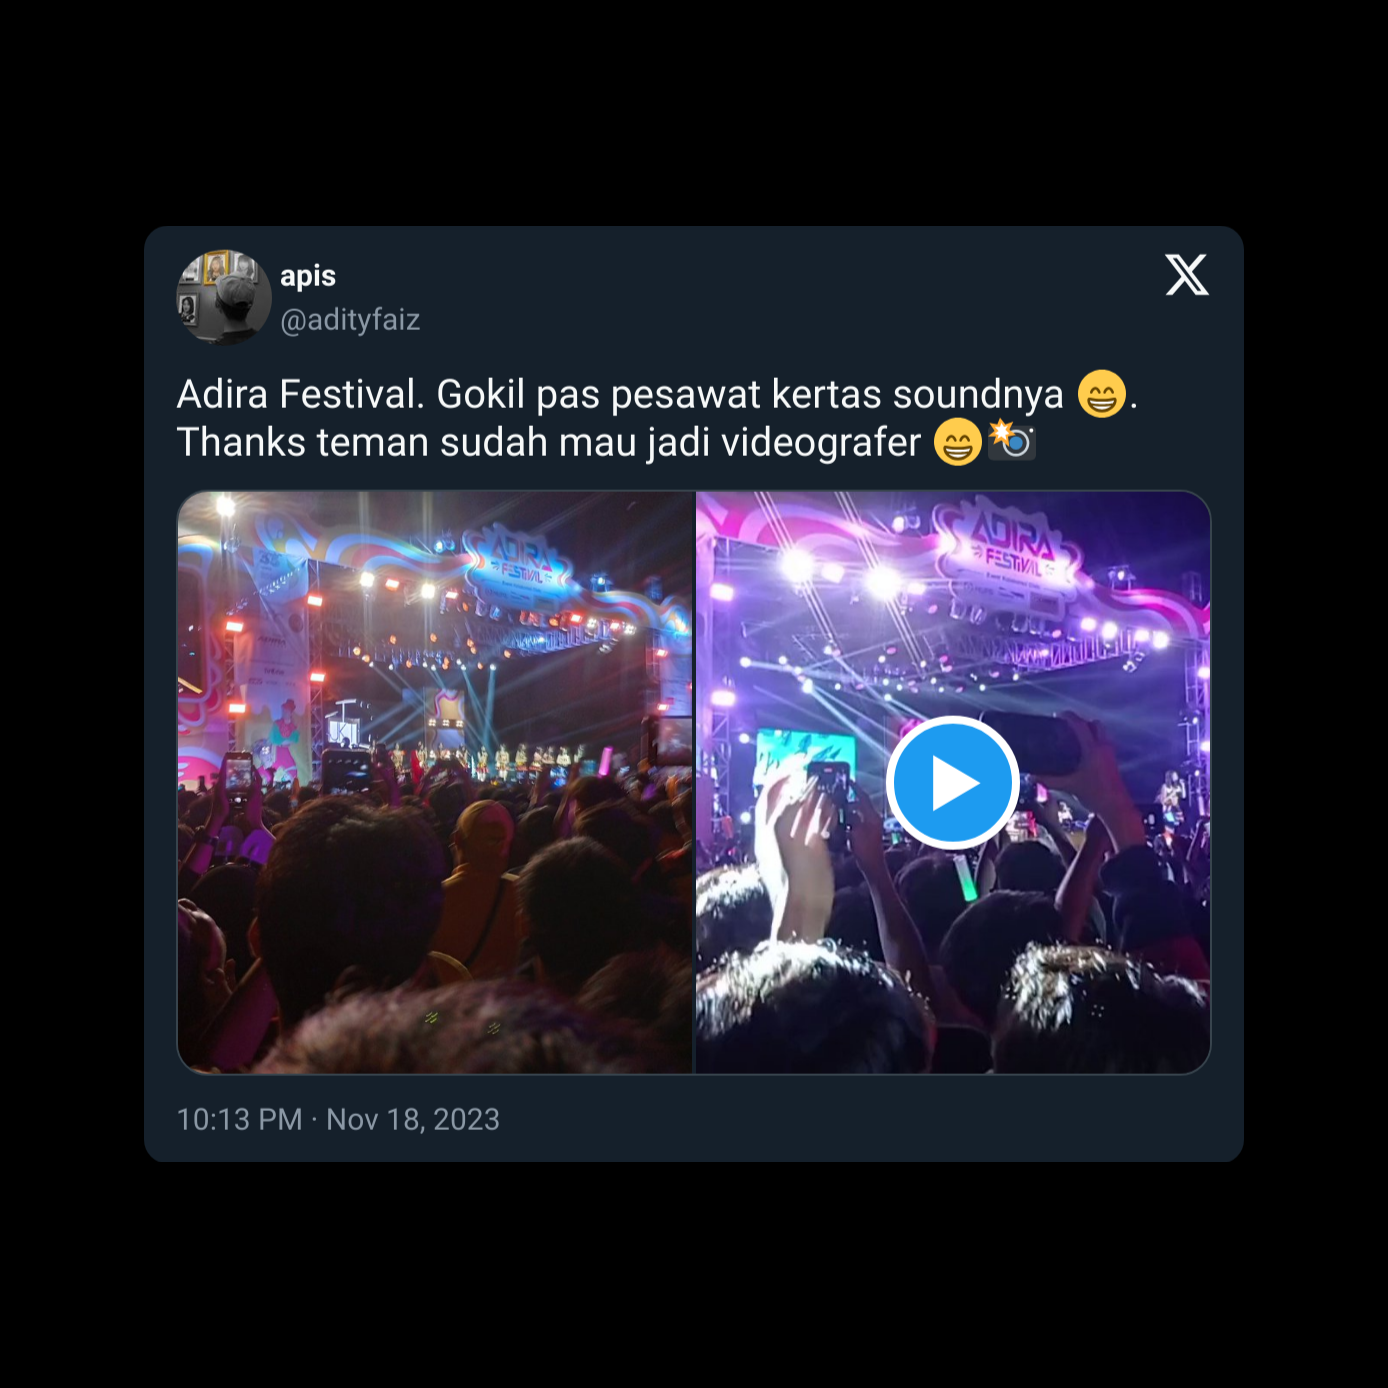 apis
@adityfaiz
Adira Festival. Gokil pas pesawat kertas soundnya 😁.
Thanks teman sudah mau jadi videografer 😁📸
ADIRA
FESTIVAL
ADIRA
FESTIVAL
10:13 PM · Nov 18, 2023